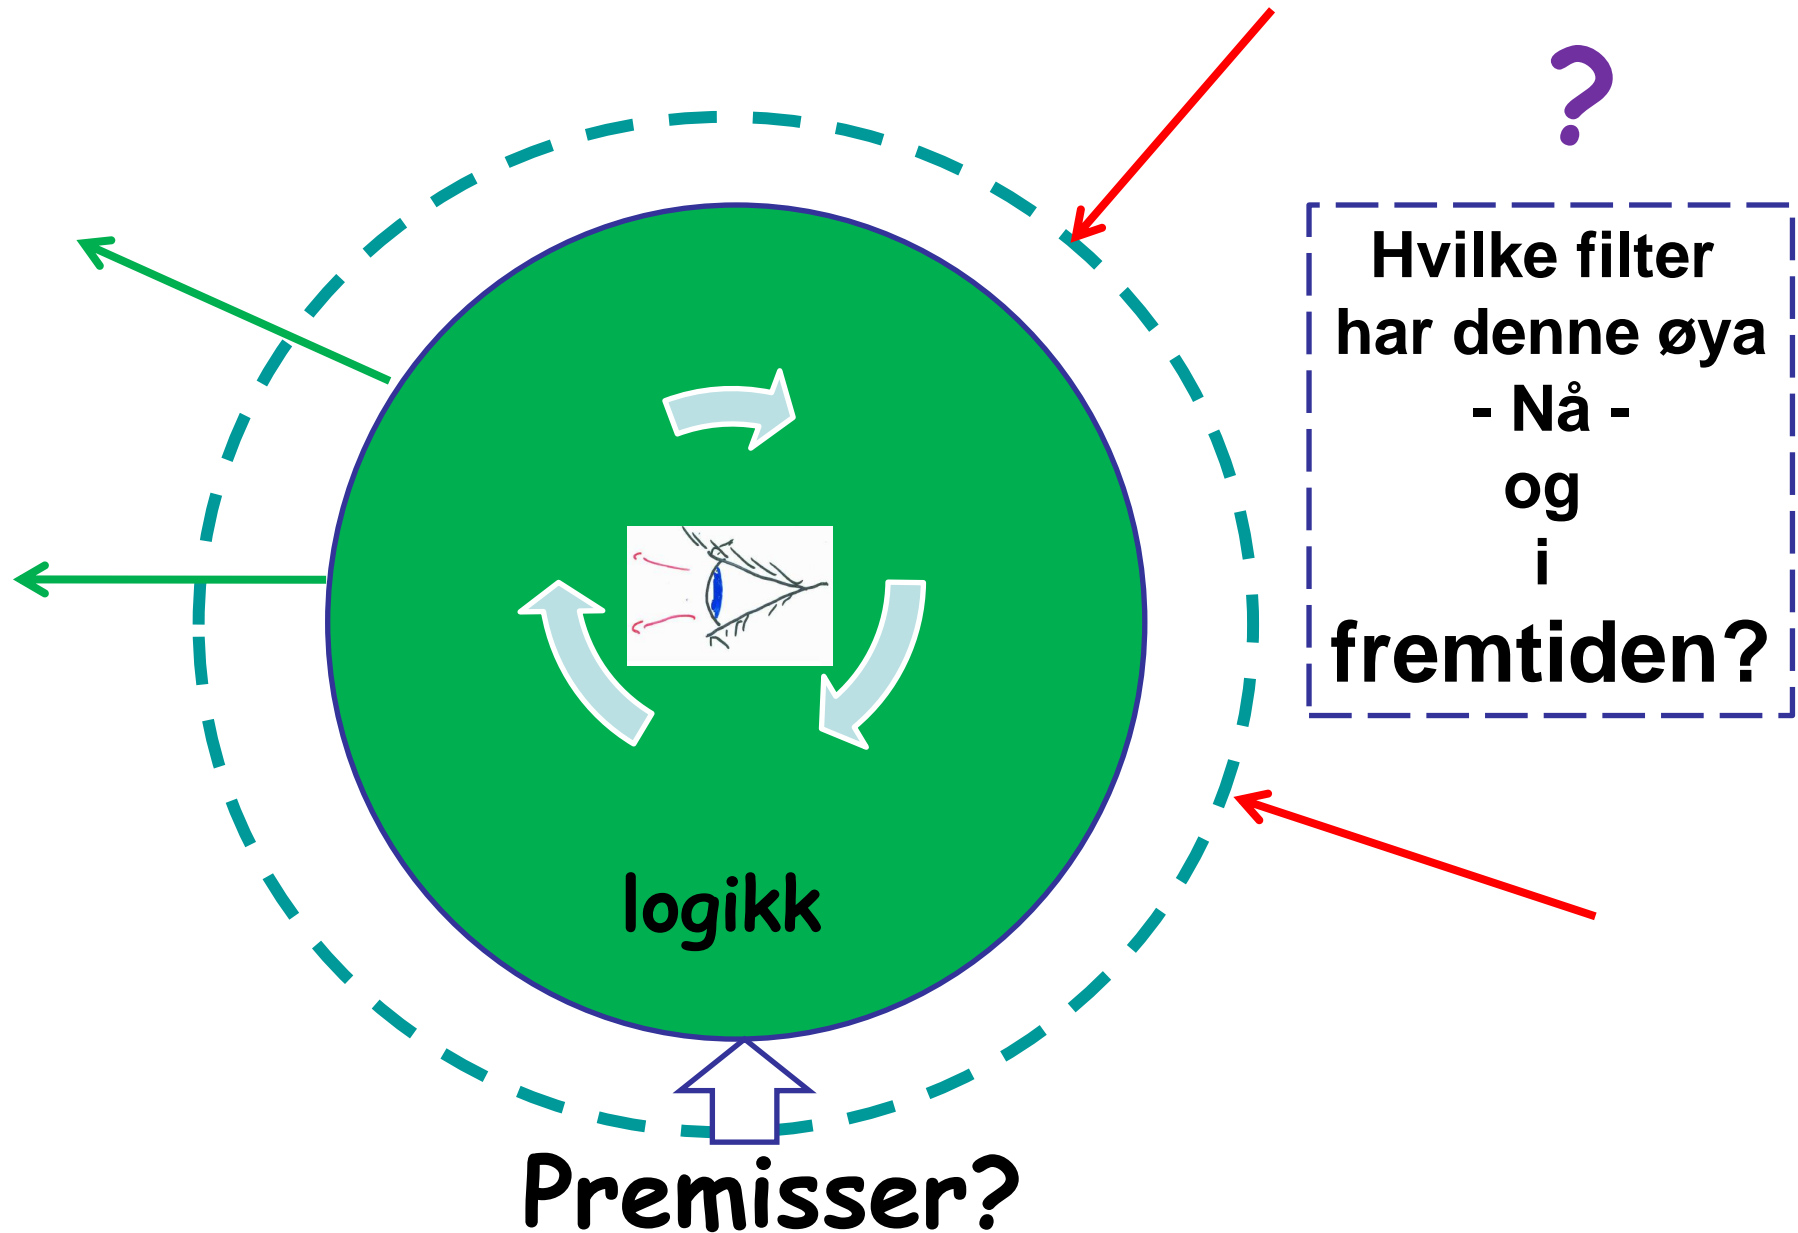 ?
Hvilke filter
har denne øya
- Nå -
og
i
fremtiden?
logikk
Premisser?